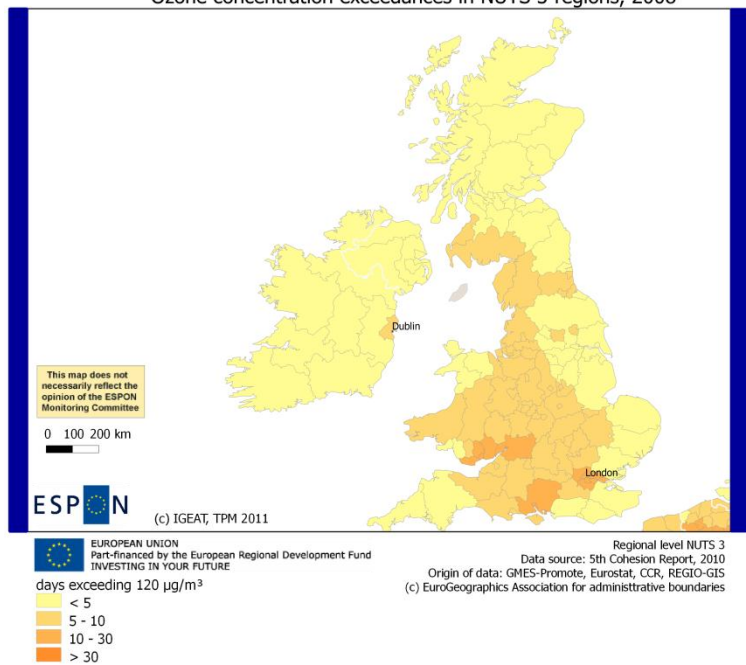 Ozone concentration exceedances in NUTS 3 regions, 2008
Dublin
This map does not
necessarily reflect the
opinion of the ESPON
Monitoring Committee
0 100 200 km
London
ESPON
(c) IGEAT, TPM 2011
EUROPEAN UNION
Part-financed by the European Regional Development Fund
INVESTING IN YOUR FUTURE
Regional level NUTS 3
Data source: 5th Cohesion Report, 2010
Origin of data: GMES-Promote, Eurostat, CCR, REGIO-GIS
(c) EuroGeographics Association for administtrative boundaries
days exceeding 120 µg/m³
< 5
5 - 10
10 - 30
> 30